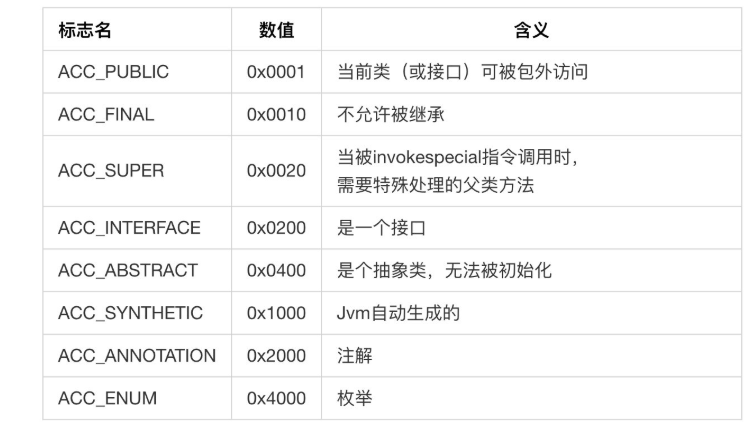 标志名 数值 含义
ACC_PUBLIC 0x0001 当前类（或接口）可被包外访问
ACC_FINAL 0x0010 不允许被继承
ACC_SUPER 0x0020 当被invokespecial指令调用时，
需要特殊处理的父类方法
ACC_INTERFACE 0x0200 是一个接口
ACC_ABSTRACT 0x0400 是个抽象类，无法被初始化
ACC_SYNTHETIC 0x1000 Jvm自动生成的
ACC_ANNOTATION 0x2000 注解
ACC_ENUM 0x4000 枚举